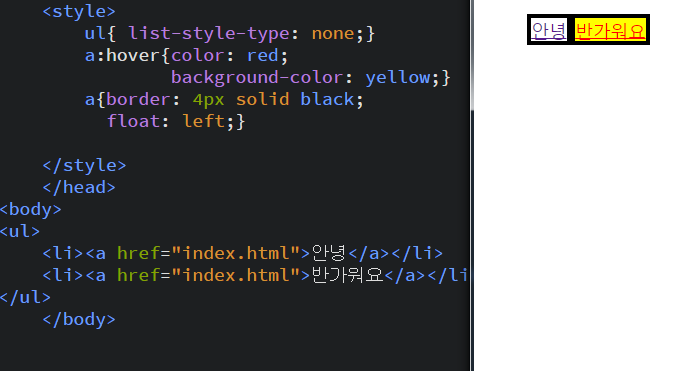 <style>
ul{ list-style-type: none;}
a:hover{color: red;
background-color: yellow;}
a{border: 4px solid black;
float: left;}
</style>
</head>
<body>
<ul>
<li><a href="index.html">안녕</a></li>
<li><a href="index.html">반가워요</a></li
</ul>
</body>
안녕 반가워요